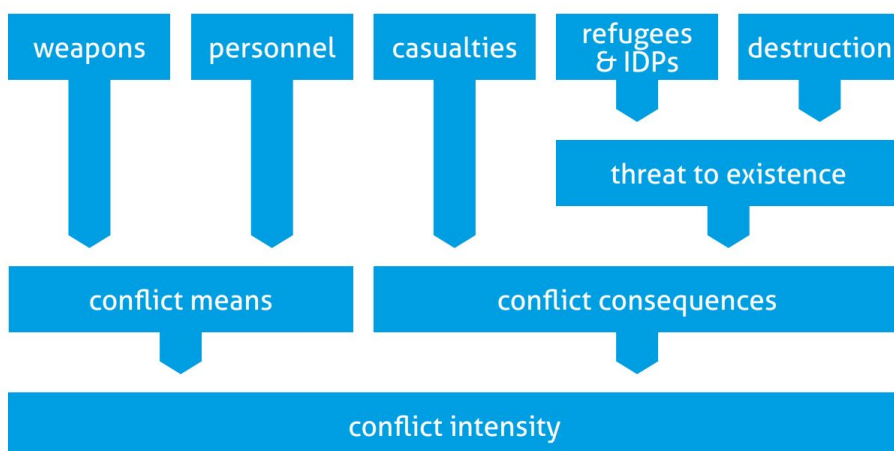 weapons
personnel
casualties
refugees
& IDPs
destruction
threat to existence
conflict means
conflict consequences
conflict intensity